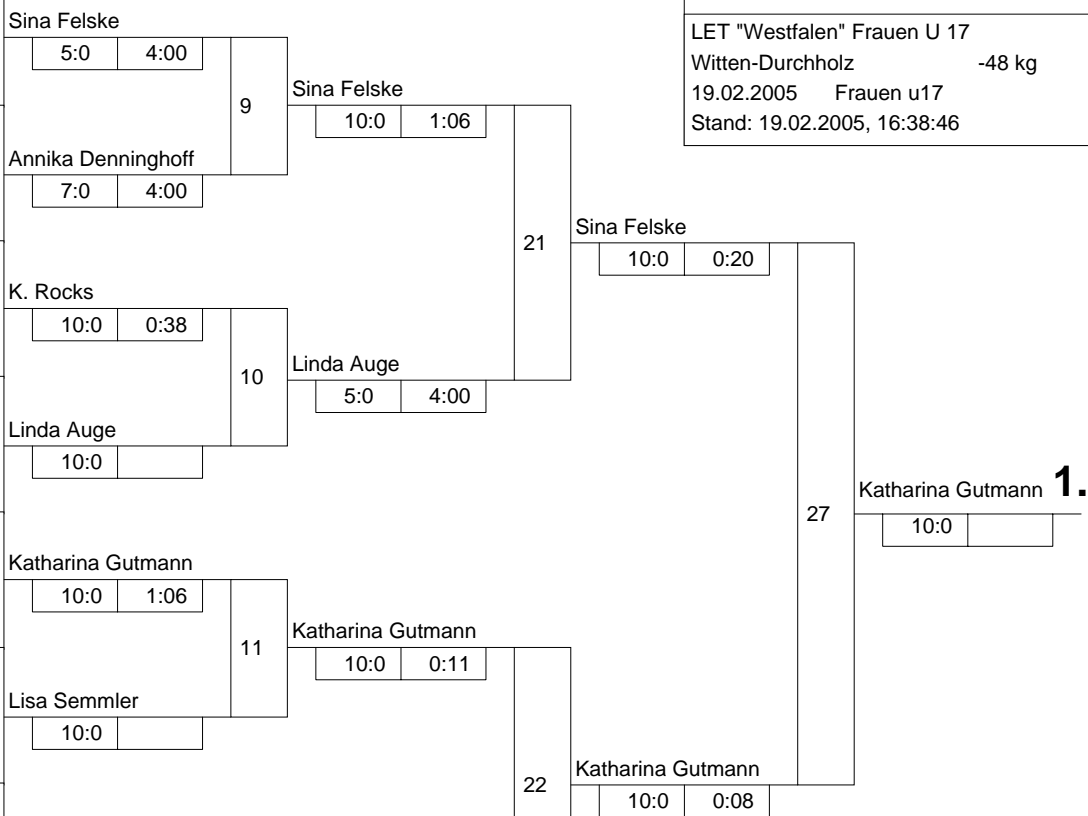 Sina Felske
5:0 4:00
9
Annika Denninghoff
7:0 4:00
K. Rocks
10:0 0:38
10
Linda Auge
10:0
Katharina Gutmann
10:0 1:06
11
Lisa Semmler
10:0
Sina Felske
10:0 1:06
21
Linda Auge
5:0 4:00
Katharina Gutmann
10:0 0:11
22
Sina Felske
10:0 0:20
27
Katharina Gutmann
10:0 0:08
Katharina Gutmann 1.
10:0
LET "Westfalen" Frauen U 17
Witten-Durchholz -48 kg
19.02.2005 Frauen u17
Stand: 19.02.2005, 16:38:46